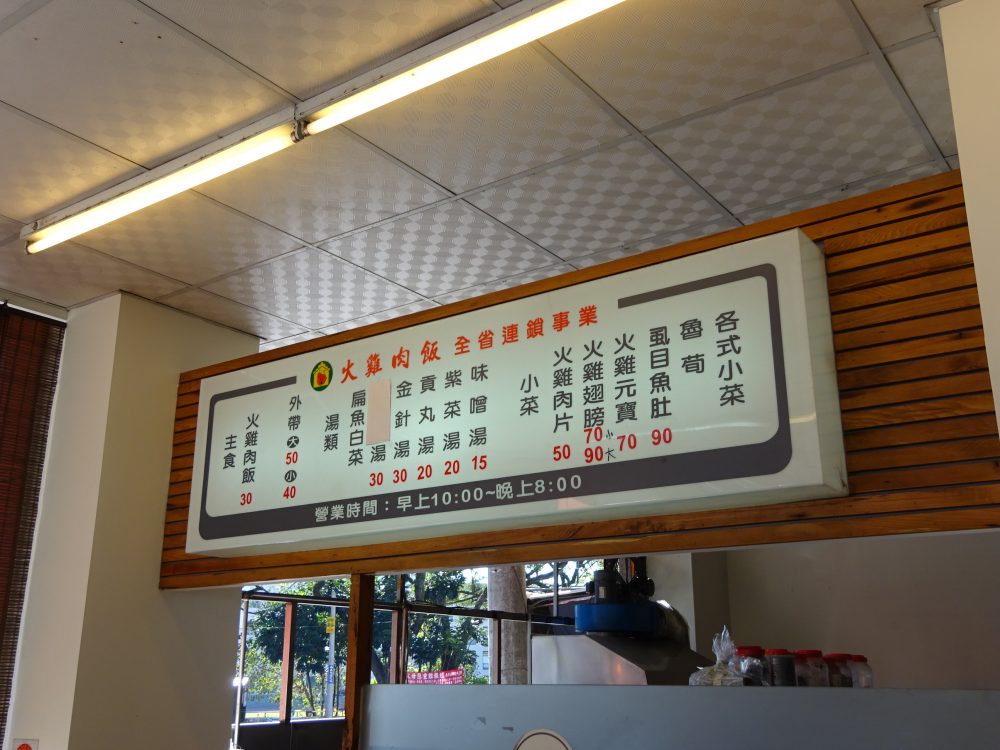 火雞肉飯 全省連鎖事業
主食
火雞肉飯 30
外帶 大 50 小 40
湯類
扁魚白菜
湯 30
金針湯 30
貢丸湯 20
紫菜湯 20
味噌湯 15
小菜
火雞肉片 50
火雞翅膀 70小 90大
火雞元寶 70
虱目魚肚 90
魯荀
各式小菜
營業時間：早上10:00~晚上8:00